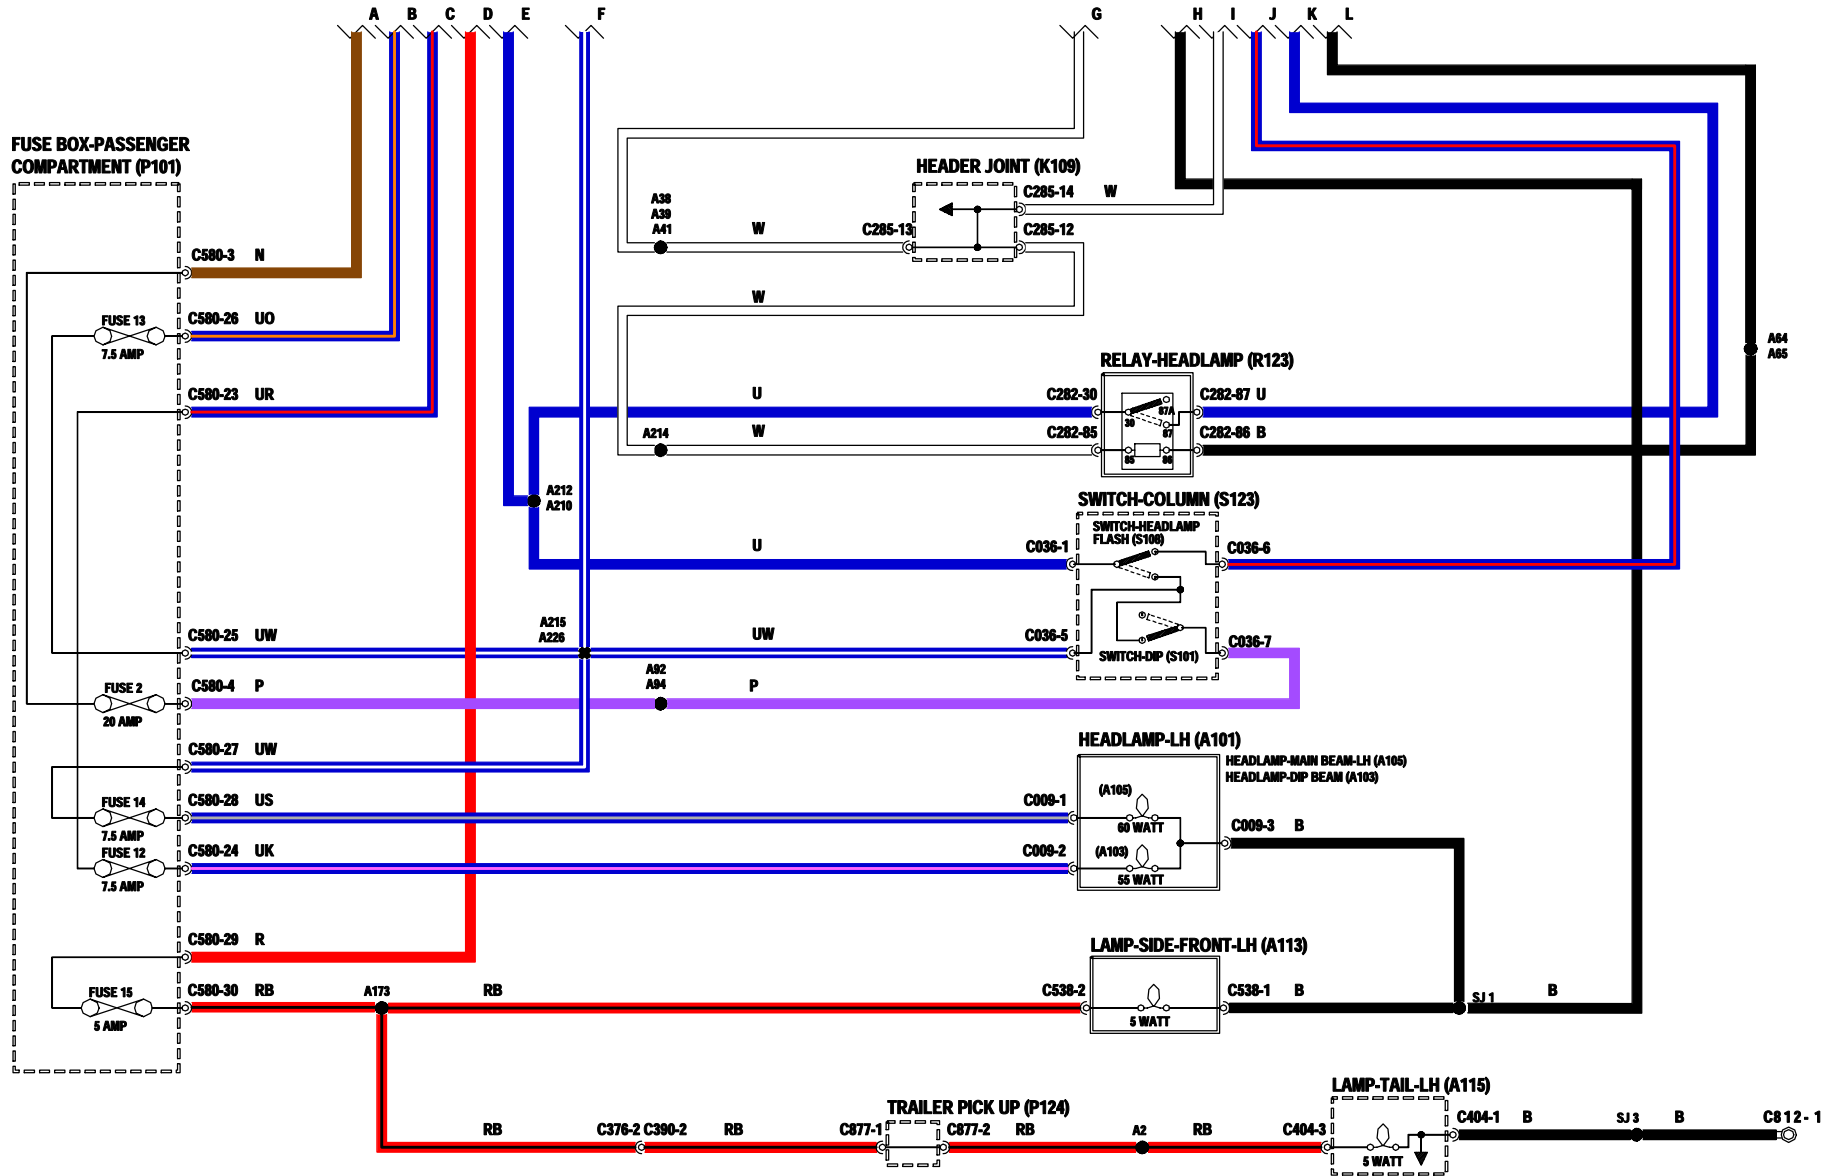 A B C D E F G H I J K L
FUSE BOX-PASSENGER
COMPARTMENT (P101)
HEADER JOINT (K109)
C285-14 W
A38
A39
A41
W
C285-13
C285-12
C580-3 N
W
FUSE 13
7.5 AMP
C580-26 UO
A64
A65
RELAY-HEADLAMP (R123)
C580-23 UR
U
C282-30
C282-87 U
87A
30
87
A214
W
C282-85
C282-86 B
85
86
A212
A210
SWITCH-COLUMN (S123)
SWITCH-HEADLAMP
FLASH (S108)
U
C036-1
C036-6
A215
A226
C580-25 UW
UW
C036-5
C036-7
SWITCH-DIP (S101)
A92
A94
FUSE 2
20 AMP
C580-4 P
P
C580-27 UW
HEADLAMP-LH (A101)
HEADLAMP-MAIN BEAM-LH (A105)
HEADLAMP-DIP BEAM (A103)
FUSE 14
7.5 AMP
C580-28 US
C009-1
(A105)
60 WATT
C009-3 B
FUSE 12
7.5 AMP
C580-24 UK
C009-2
(A103)
55 WATT
C580-29 R
LAMP-SIDE-FRONT-LH (A113)
FUSE 15
5 AMP
C580-30 RB
A173
RB
C538-2
5 WATT
C538-1 B
SJ 1
B
TRAILER PICK UP (P124)
LAMP-TAIL-LH (A115)
RB
C376-2 C390-2
RB
C877-1
C877-2
RB
A2
RB
C404-3
5 WATT
C404-1 B
SJ 3
B
C812-1